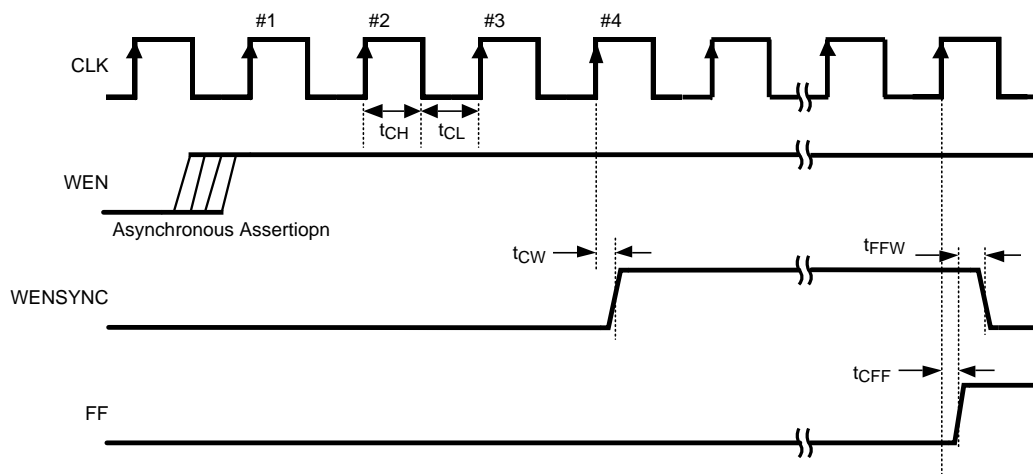 #1 #2 #3 #4
CLK
tCH tCL
WEN
Asynchronous Assertiopn
tCW tFFW
WENSYNC
tCFF
FF